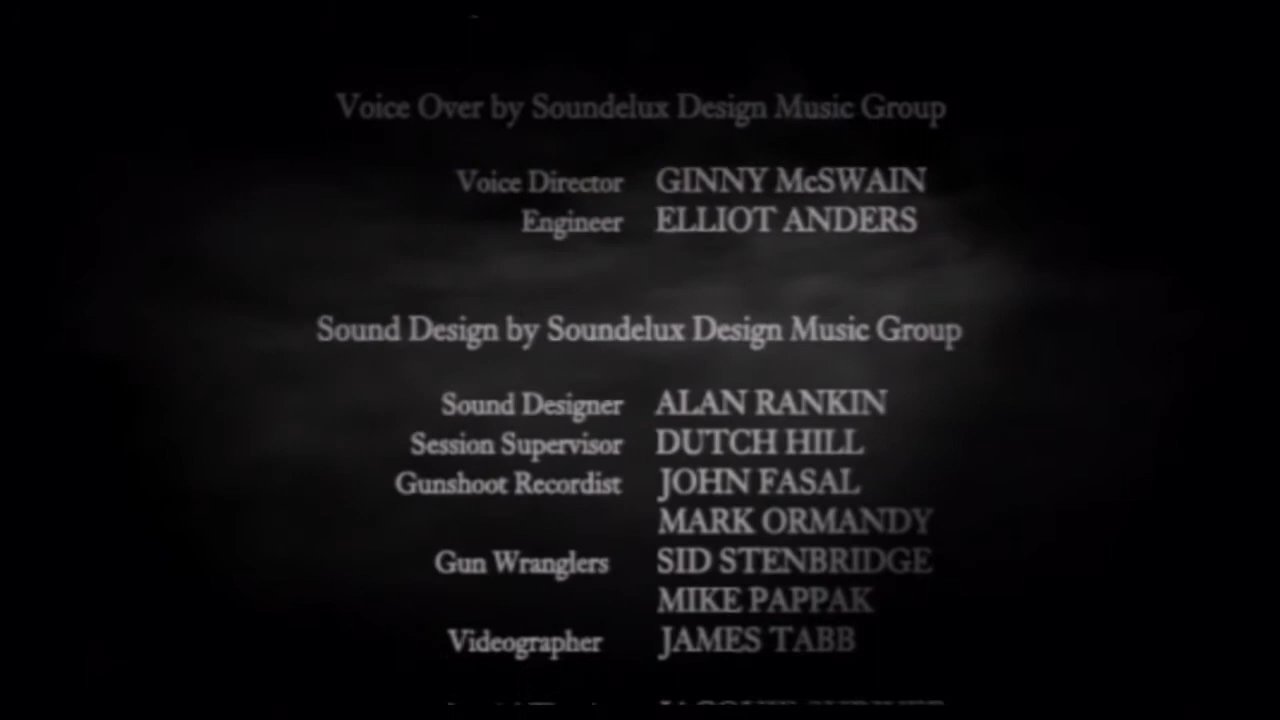 Voice Over by Soundelux Design Music Group
Voice Director GINNY McSWAIN
Engineer ELLIOT ANDERS
Sound Design by Soundelux Design Music Group
Sound Designer ALAN RANKIN
Session Supervisor DUTCH HILL
Gunshoot Recordist JOHN FASAL
MARK ORMANDY
Gun Wranglers SID STENBRIDGE
MIKE PAPPAK
Videographer JAMES TABB